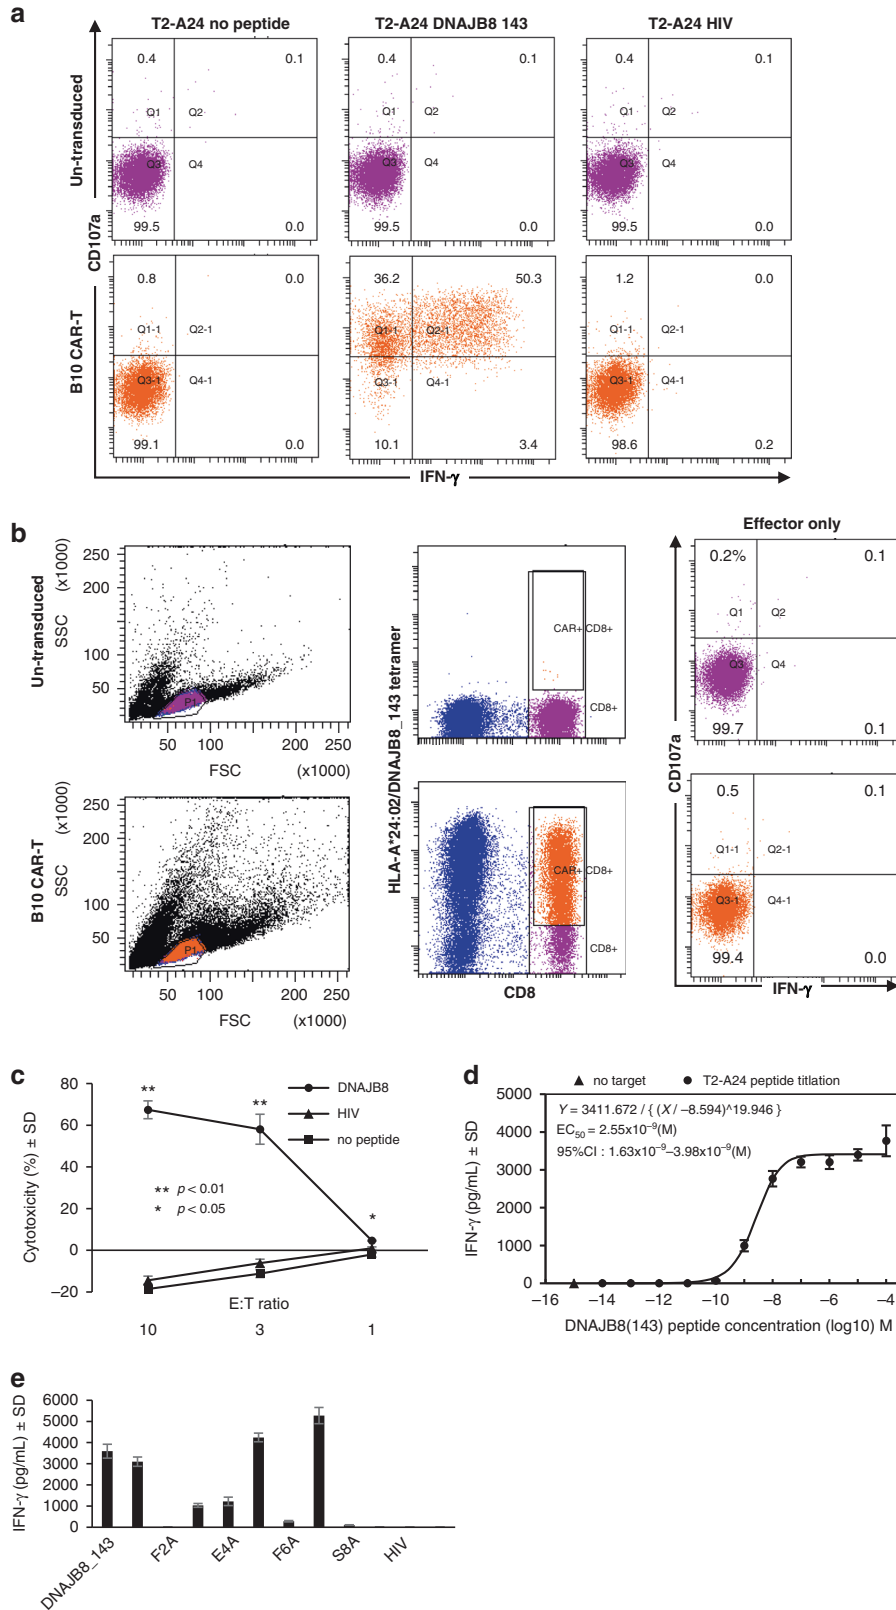 a
T2-A24 no peptide
T2-A24 DNAJB8 143
T2-A24 HIV
Un-transduced
0.4
0.1
Q1
Q2
Q3
Q4
99.5
0.0
0.4
0.1
Q1
Q2
Q3
Q4
99.5
0.0
0.4
0.1
Q1
Q2
Q3
Q4
99.5
0.0
CD107a
B10 CAR-T
0.8
0.0
Q1-1
Q2-1
Q3-1
Q4-1
99.1
0.0
36.2
50.3
Q1-1
Q2-1
Q3-1
Q4-1
10.1
3.4
1.2
0.0
Q1-1
Q2-1
Q3-1
Q4-1
98.6
0.2
IFN-γ
b
Un-transduced
SSC (x1000)
250
200
100
50
P1
50 100 200 250
FSC (x1000)
B10 CAR-T
SSC (x1000)
250
200
100
50
P1
50 100 200 250
FSC (x1000)
HLA-A*24:02/DNAJB8_143 tetramer
CAR+ CD8+
CD8+
CAR+ CD8+
CD8+
CD8
Effector only
0.2%
0.1
Q1
Q2
Q3
Q4
99.7
0.1
CD107a
0.5
0.1
Q1-1
Q2-1
Q3-1
Q4-1
99.4
0.0
IFN-γ
c
Cytotoxicity (%) ± SD
80
60
40
20
0
−20
**
**
*
DNAJB8
HIV
no peptide
** p < 0.01
* p < 0.05
E:T ratio
10 3 1
d
no target
T2-A24 peptide titlation
IFN-γ (pg/mL) ± SD
5000
4000
3000
2000
1000
0
Y = 3411.672 / { (X / −8.594)^19.946 }
EC50 = 2.55x10⁻⁹(M)
95%CI : 1.63x10⁻⁹–3.98x10⁻⁹(M)
−16 −14 −12 −10 −8 −6 −4
DNAJB8(143) peptide concentration (log10) M
e
IFN-γ (pg/mL) ± SD
6000
5000
4000
3000
2000
1000
0
DNAJB8_143
F2A
E4A
F6A
S8A
HIV